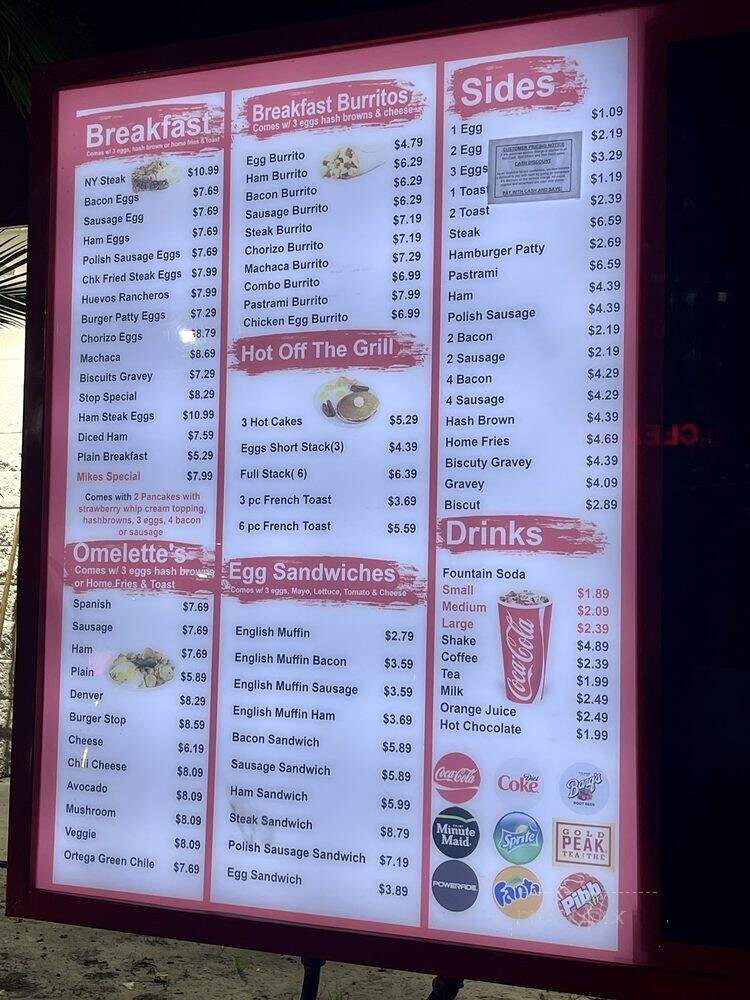 Breakfast
Comes w/ 3 eggs, hash brown or home fries & toast
NY Steak $10.99
Bacon Eggs $7.69
Sausage Egg $7.69
Ham Eggs $7.69
Polish Sausage Eggs $7.69
Chk Fried Steak Eggs $7.99
Huevos Rancheros $7.99
Burger Patty Eggs $7.29
Chorizo Eggs $8.79
Machaca $8.69
Biscuits Gravey $7.29
Stop Special $8.29
Ham Steak Eggs $10.99
Diced Ham $7.59
Plain Breakfast $5.29
Mikes Special $7.99
Comes with 2 Pancakes with
strawberry whip cream topping,
hashbrowns, 3 eggs, 4 bacon
or sausage
Omelette's
Comes w/ 3 eggs hash browns
or Home Fries & Toast
Spanish $7.69
Sausage $7.69
Ham $7.69
Plain $5.89
Denver $8.29
Burger Stop $8.59
Cheese $6.19
Chili Cheese $8.09
Avocado $8.09
Mushroom $8.09
Veggie $8.09
Ortega Green Chile $7.69
Breakfast Burritos
Comes w/ 3 eggs hash browns & cheese
Egg Burrito $4.79
Ham Burrito $6.29
Bacon Burrito $6.29
Sausage Burrito $6.29
Steak Burrito $7.19
Chorizo Burrito $7.19
Machaca Burrito $7.29
Combo Burrito $6.99
Pastrami Burrito $7.99
Chicken Egg Burrito $6.99
Hot Off The Grill
3 Hot Cakes $5.29
Eggs Short Stack(3) $4.39
Full Stack( 6) $6.39
3 pc French Toast $3.69
6 pc French Toast $5.59
Egg Sandwiches
Comes w/ 3 eggs, Mayo, Lettuce, Tomato & Cheese
English Muffin $2.79
English Muffin Bacon $3.59
English Muffin Sausage $3.59
English Muffin Ham $3.69
Bacon Sandwich $5.89
Sausage Sandwich $5.89
Ham Sandwich $5.99
Steak Sandwich $8.79
Polish Sausage Sandwich $7.19
Egg Sandwich $3.89
Sides
1 Egg $1.09
2 Egg $2.19
3 Eggs $3.29
1 Toast $1.19
2 Toast $2.39
Steak $6.59
Hamburger Patty $2.69
Pastrami $6.59
Ham $4.39
Polish Sausage $4.39
2 Bacon $2.19
2 Sausage $2.19
4 Bacon $4.29
4 Sausage $4.29
Hash Brown $4.39
Home Fries $4.69
Biscuty Gravey $4.39
Gravey $4.09
Biscut $2.89
CUSTOMER PRICING NOTICE
CASH DISCOUNT
PAY WITH CASH AND SAVE!
Drinks
Fountain Soda
Small $1.89
Medium $2.09
Large $2.39
Shake $4.89
Coffee $2.39
Tea $1.99
Milk $2.49
Orange Juice $2.49
Hot Chocolate $1.99
Coca-Cola
Coca-Cola
Diet
Coke
Barq's
ROOT BEER
Minute
Maid
Sprite
GOLD
PEAK
TEA THÉ
POWERADE
Fanta
Pibb